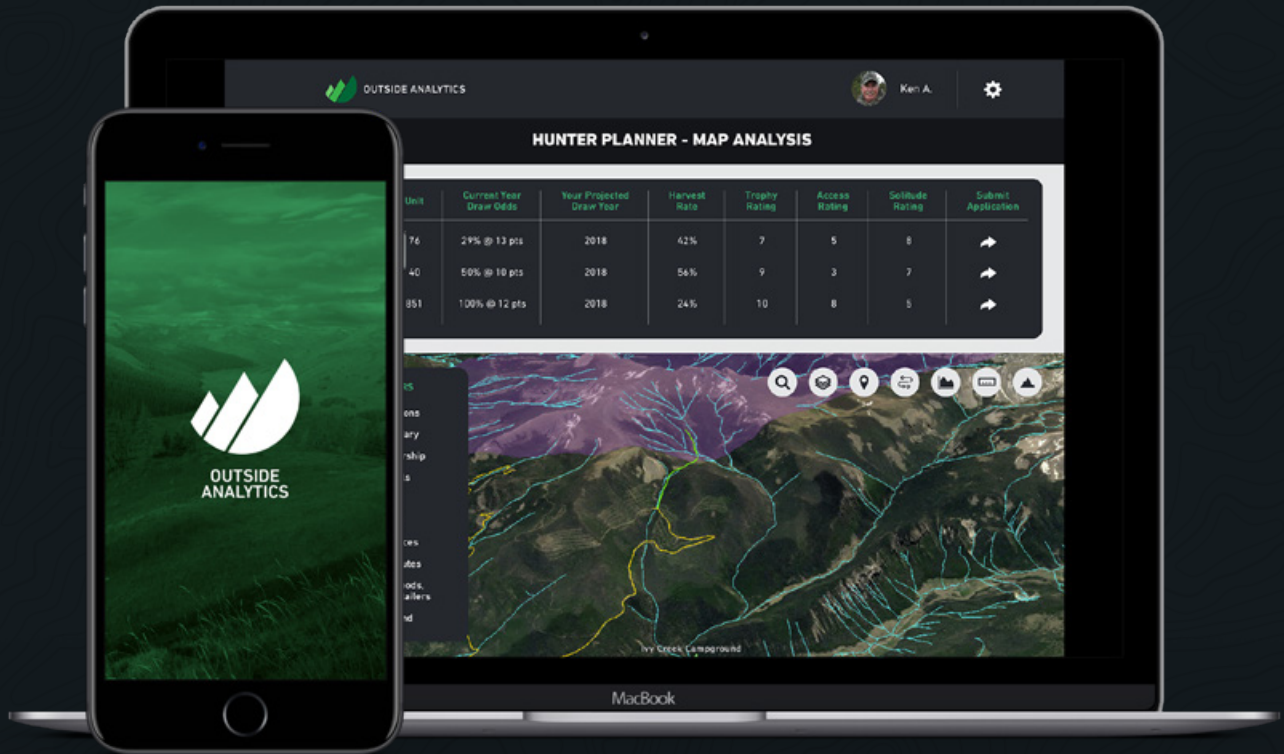 OUTSIDE ANALYTICS
Ken A.
HUNTER PLANNER - MAP ANALYSIS
Unit Current Year Draw Odds Your Projected Draw Year Harvest Rate Trophy Rating Access Rating Solitude Rating Submit Application
76 29% @ 13 pts 2018 42% 7 5 8
40 50% @ 10 pts 2018 56% 9 3 7
851 100% @ 12 pts 2018 24% 10 8 5
OUTSIDE
ANALYTICS
Ivy Creek Campground
MacBook